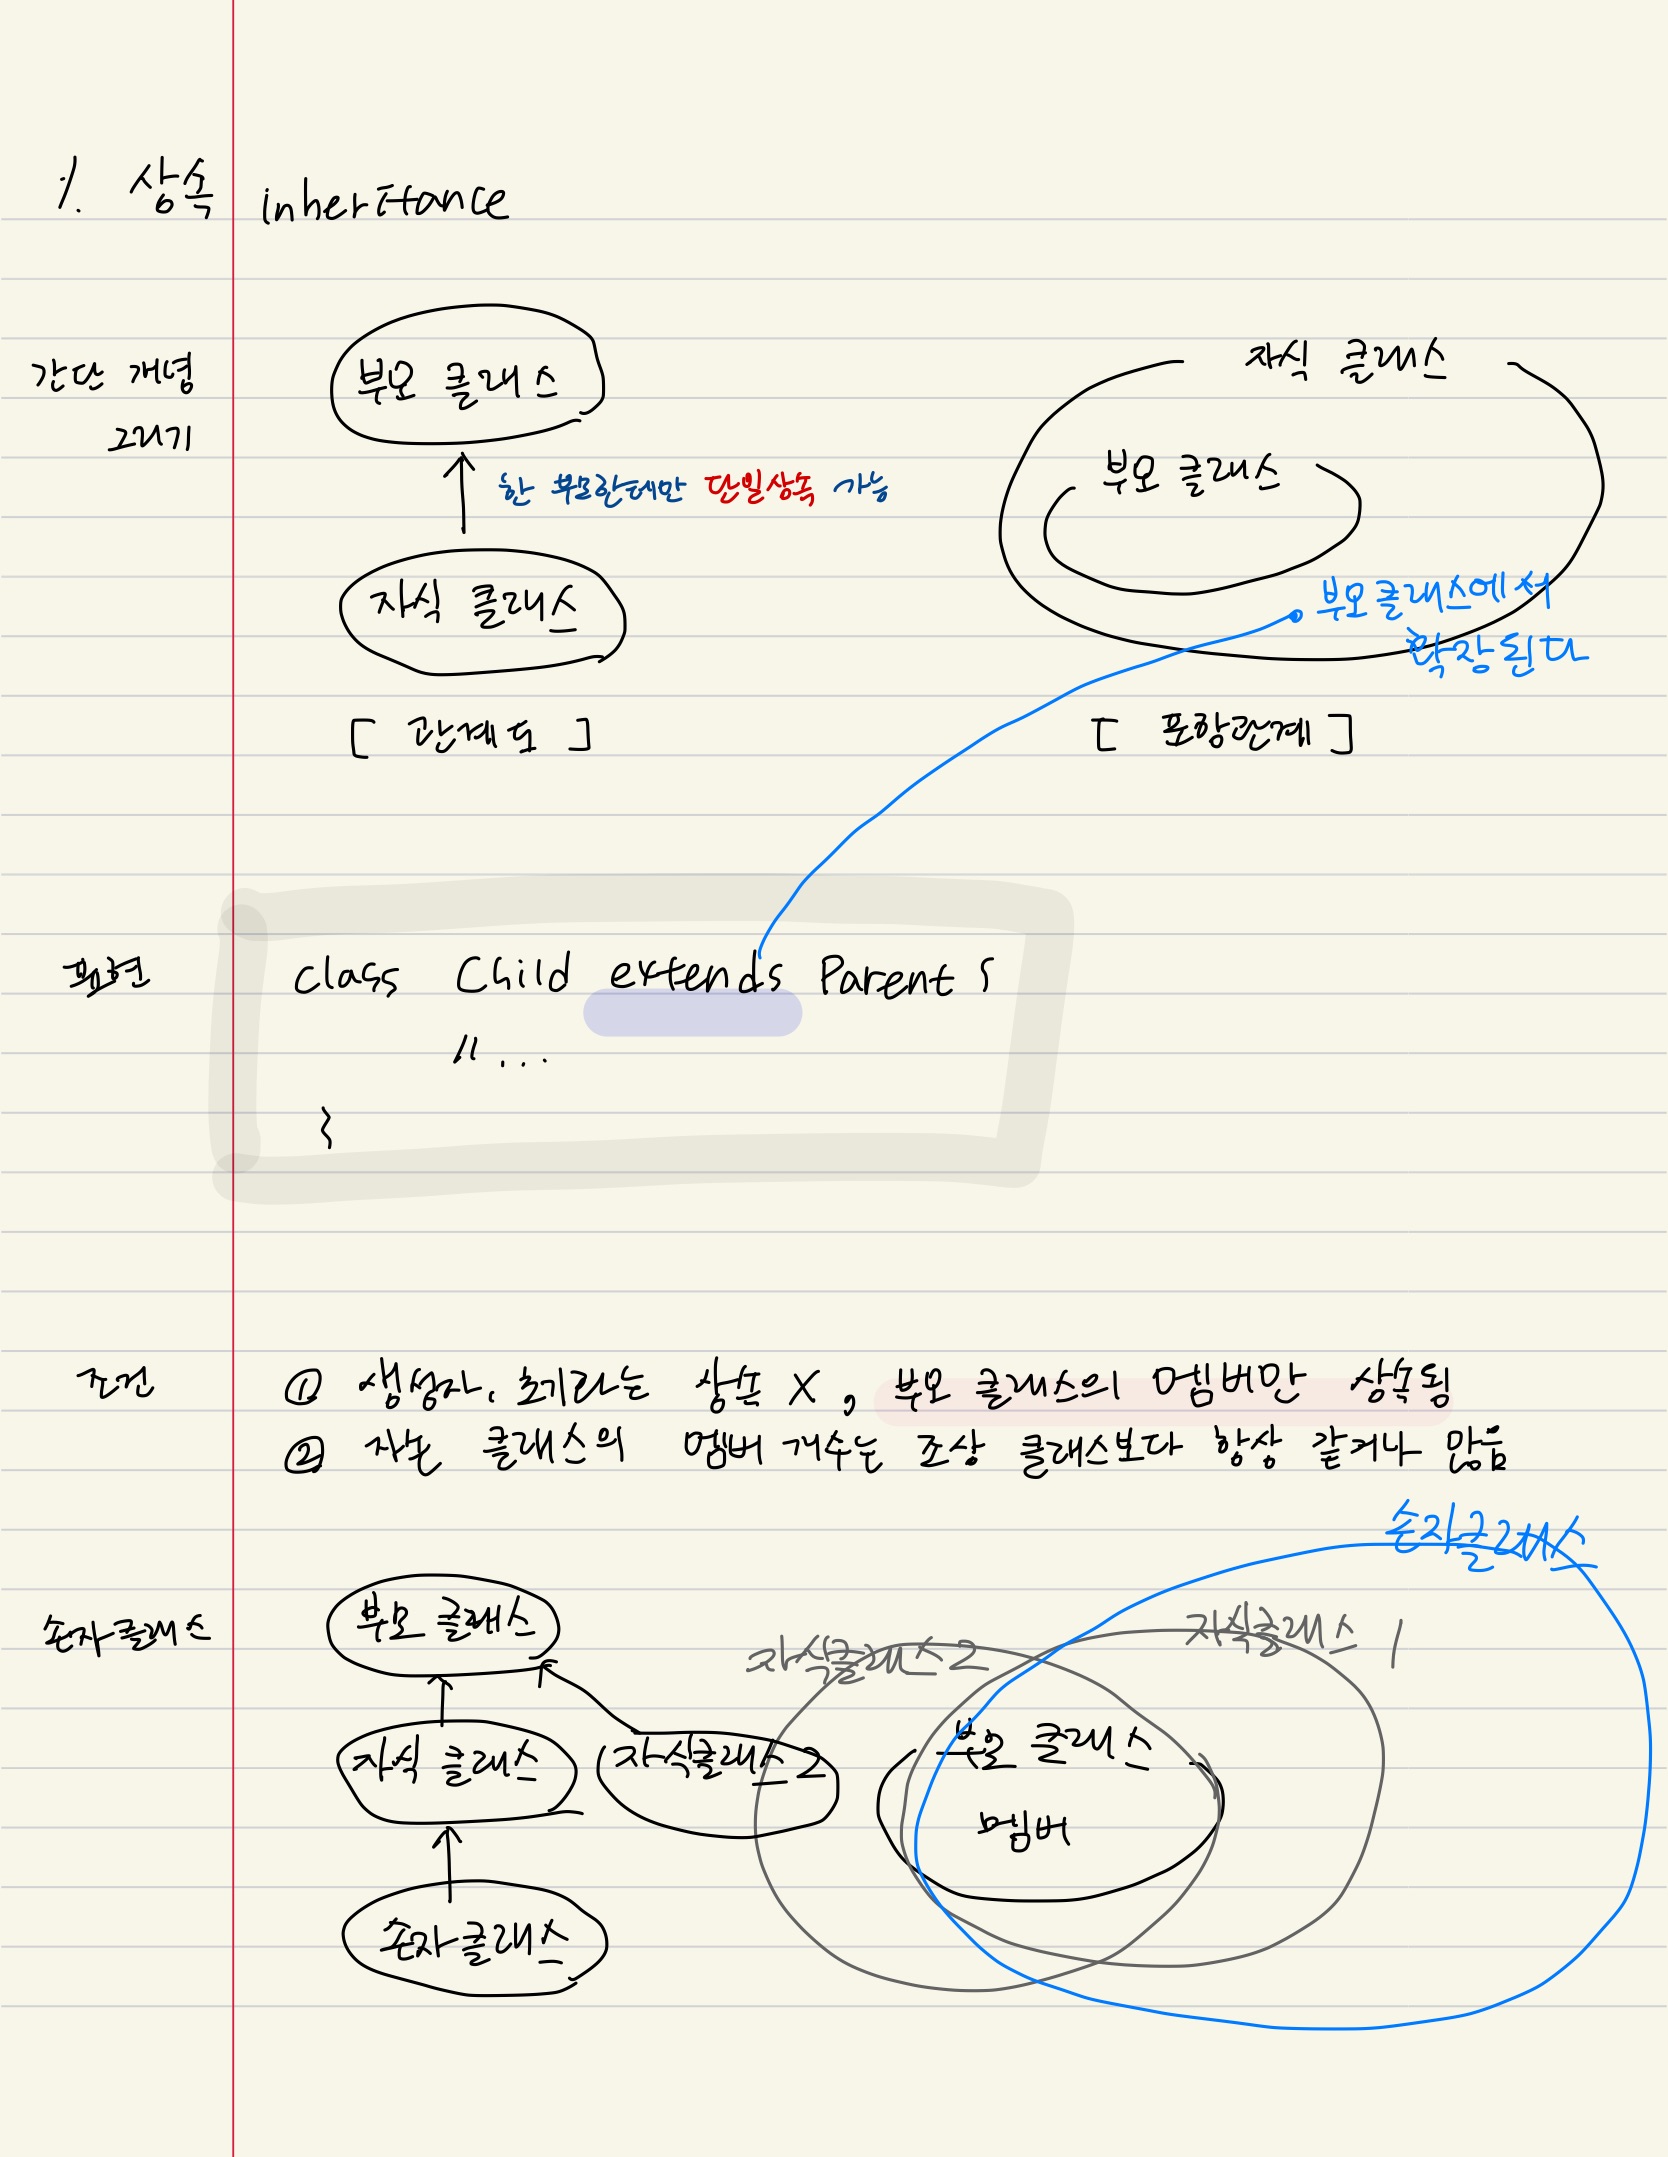 1. 상속 inheritance
간단 개념
그리기
부모 클래스
한 부모한테만 단일상속 가능
자식 클래스
[ 관계도 ]
자식 클래스
부모 클래스
부모클래스에서
확장된다
[ 포함관계 ]
표현
class Child extends Parent {
//...
}
조건
① 생성자, 초기화는 상속 X, 부모 클래스의 멤버만 상속됨
② 자손 클래스의 멤버 개수는 조상 클래스보다 항상 같거나 많음
손자클래스
부모 클래스
자식 클래스
자식클래스2
손자클래스
손자클래스
자식클래스 1
자식클래스2
부모 클래스
멤버